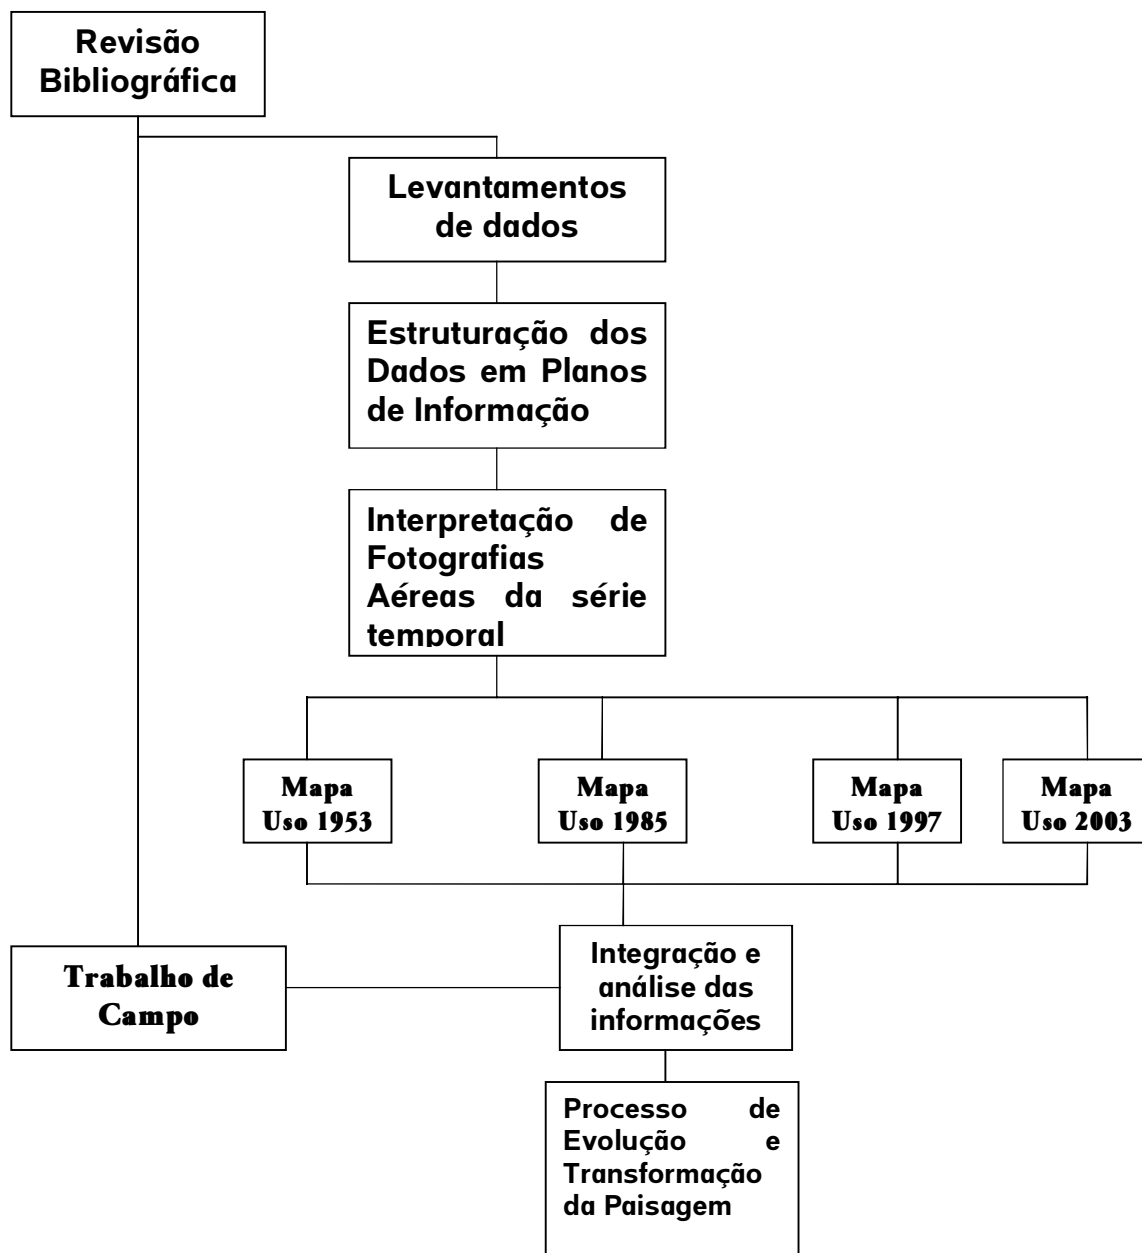 Revisão
Bibliográfica
Levantamentos
de dados
Estruturação dos
Dados em Planos
de Informação
Interpretação de
Fotografias
Aéreas da série
temporal
Mapa
Uso 1953
Mapa
Uso 1985
Mapa
Uso 1997
Mapa
Uso 2003
Trabalho de
Campo
Integração e
análise das
informações
Processo de
Evolução e
Transformação
da Paisagem